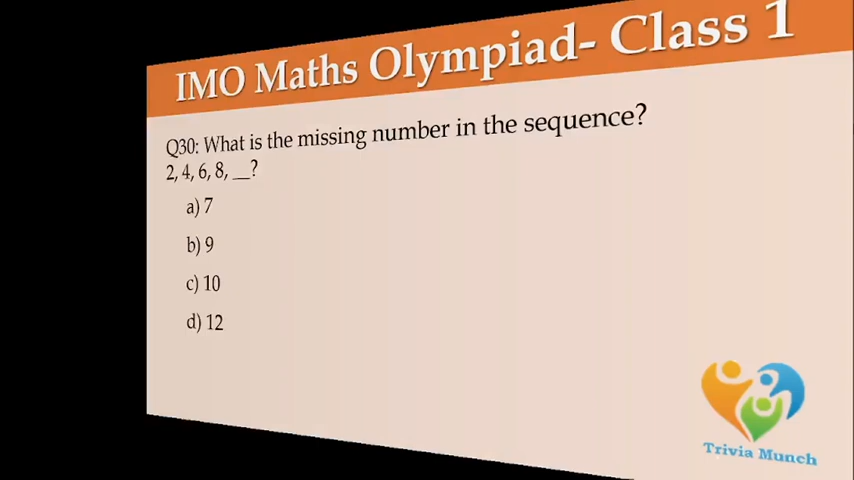 IMO Maths Olympiad- Class 1
Q30: What is the missing number in the sequence?
2, 4, 6, 8, __?
a) 7
b) 9
c) 10
d) 12
Trivia Munch